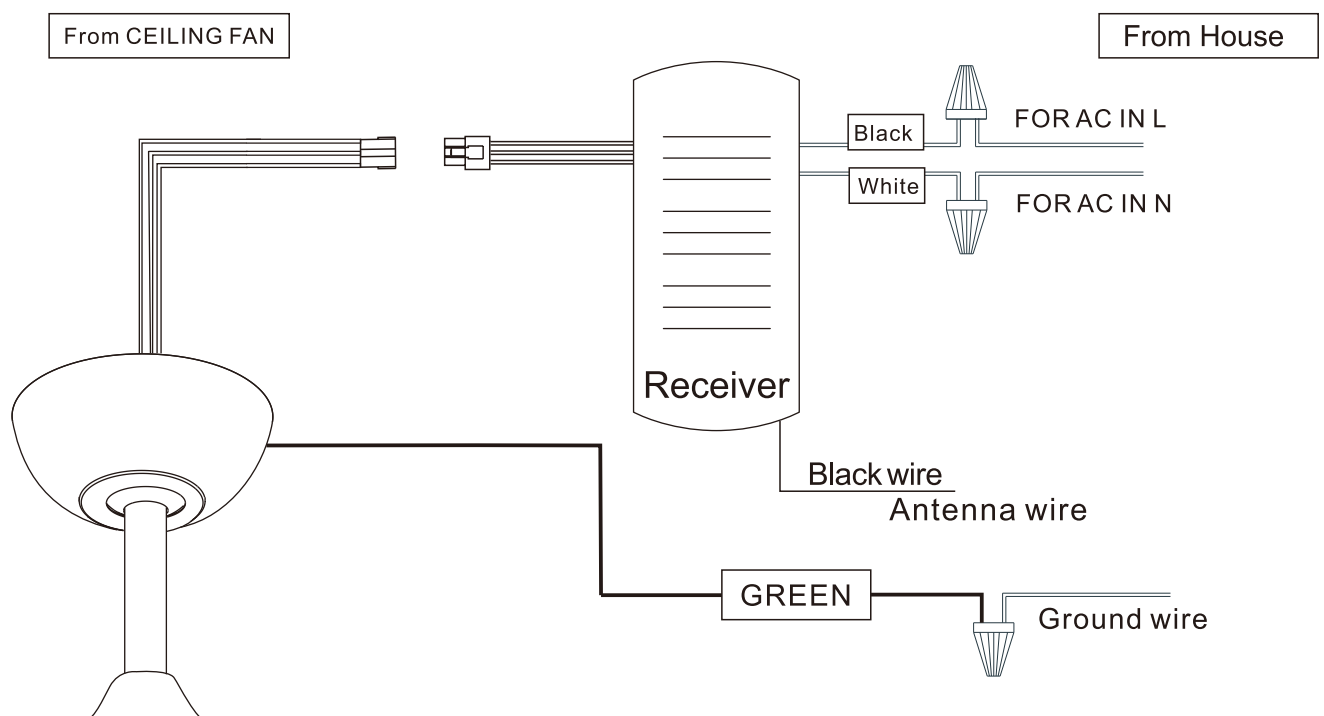 From CEILING FAN
From House
Black
FOR AC IN L
White
FOR AC IN N
Receiver
Black wire
Antenna wire
GREEN
Ground wire